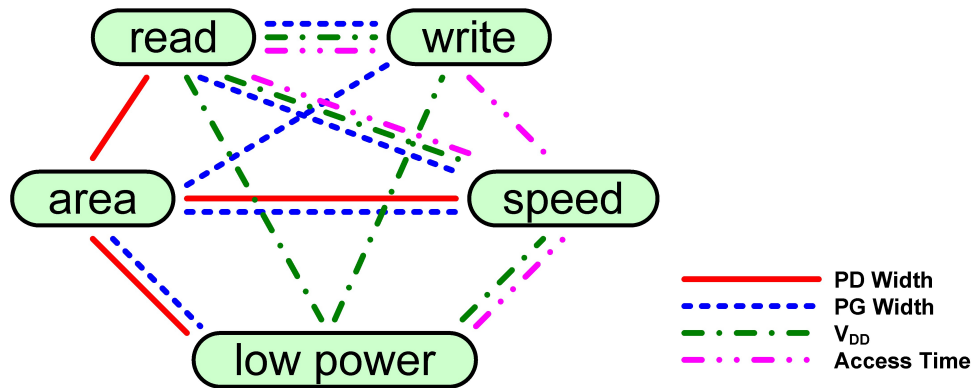 read
write
area
speed
low power
PD Width
PG Width
VDD
Access Time